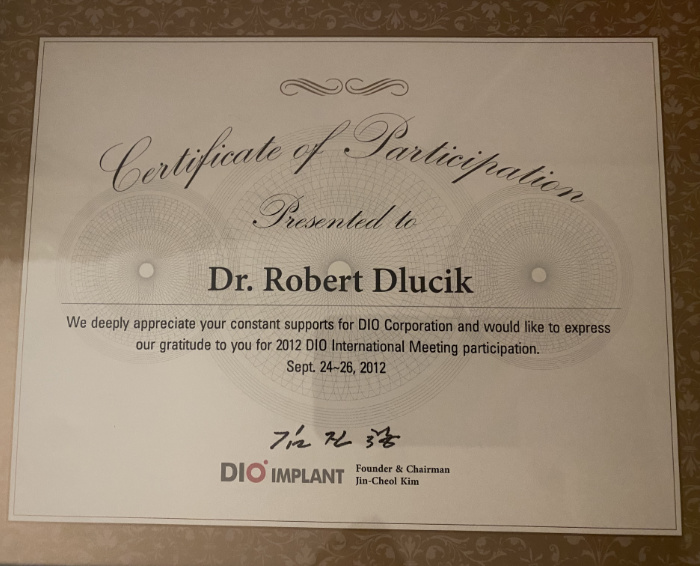 Certificate of Participation
Presented to
Dr. Robert Dlucik
We deeply appreciate your constant supports for DIO Corporation and would like to express
our gratitude to you for 2012 DIO International Meeting participation.
Sept. 24~26, 2012
김진철
DIO IMPLANT
Founder & Chairman
Jin-Cheol Kim